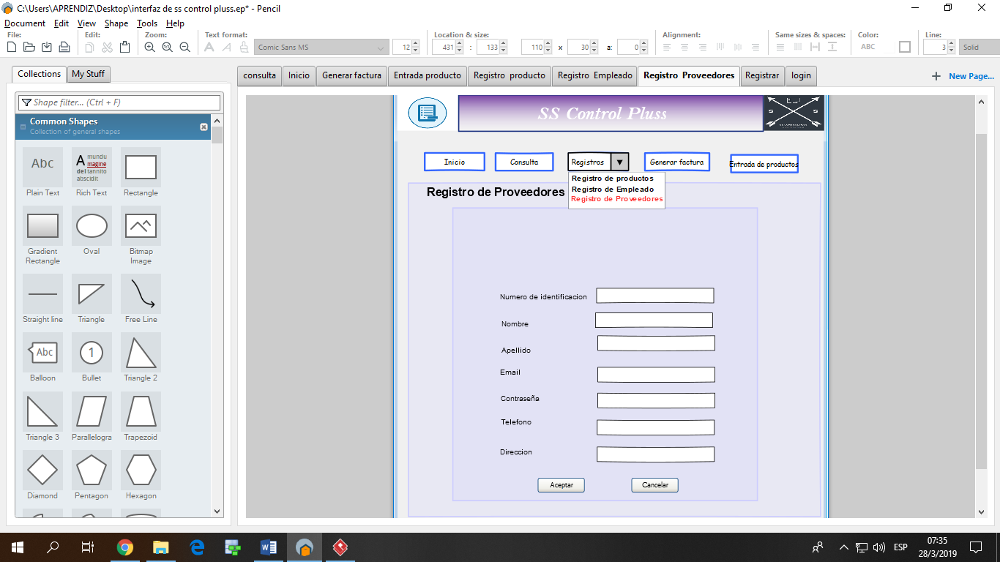 C:\Users\APRENDIZ\Desktop\interfaz de ss control pluss.ep* - Pencil
Document Edit View Shape Tools Help
File: Edit: Zoom: Text format: Location & size: Alignment: Same sizes & spaces: Color: Line:
Comic Sans MS 12 431 : 133 110 x 30 a: 0 ABC 3 Solid
Collections My Stuff
consulta Inicio Generar factura Entrada producto Registro producto Registro Empleado Registro Proveedores Registrar login
New Page...
Shape filter... (Ctrl + F)
Common Shapes
Collection of general shapes
Abc
A mundu
magine
del tannito
abscidit
Plain Text Rich Text Rectangle
Gradient Rectangle
Oval
Bitmap Image
Straight line Triangle Free Line
Abc
1
Balloon Bullet Triangle 2
Triangle 3 Parallelogra Trapezoid
Diamond Pentagon Hexagon
SS Control Pluss
S S
Inicio Consulta Registros Generar factura Entrada de productos
Registro de productos
Registro de Empleado
Registro de Proveedores
Registro de Proveedores
Numero de identificacion
Nombre
Apellido
Email
Contraseña
Telefono
Direccion
Aceptar Cancelar
ESP
07:35
28/3/2019